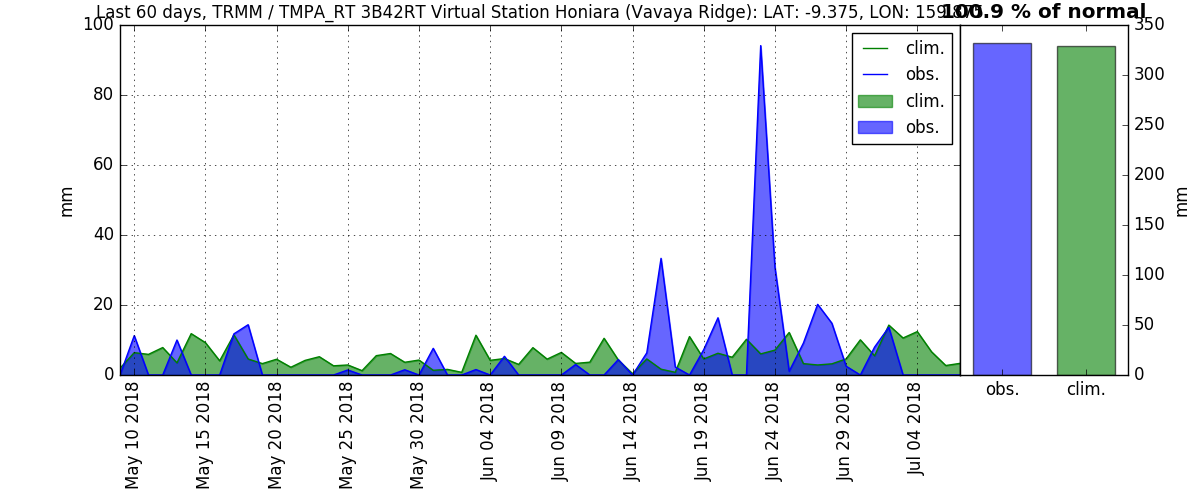 Last 60 days, TRMM / TMPA_RT 3B42RT Virtual Station Honiara (Vavaya Ridge): LAT: -9.375, LON: 159.875
100.9 % of normal
100
80
60
40
20
0
mm
clim.
obs.
clim.
obs.
350
300
250
200
150
100
50
0
mm
obs.
clim.
May 10 2018
May 15 2018
May 20 2018
May 25 2018
May 30 2018
Jun 04 2018
Jun 09 2018
Jun 14 2018
Jun 19 2018
Jun 24 2018
Jun 29 2018
Jul 04 2018